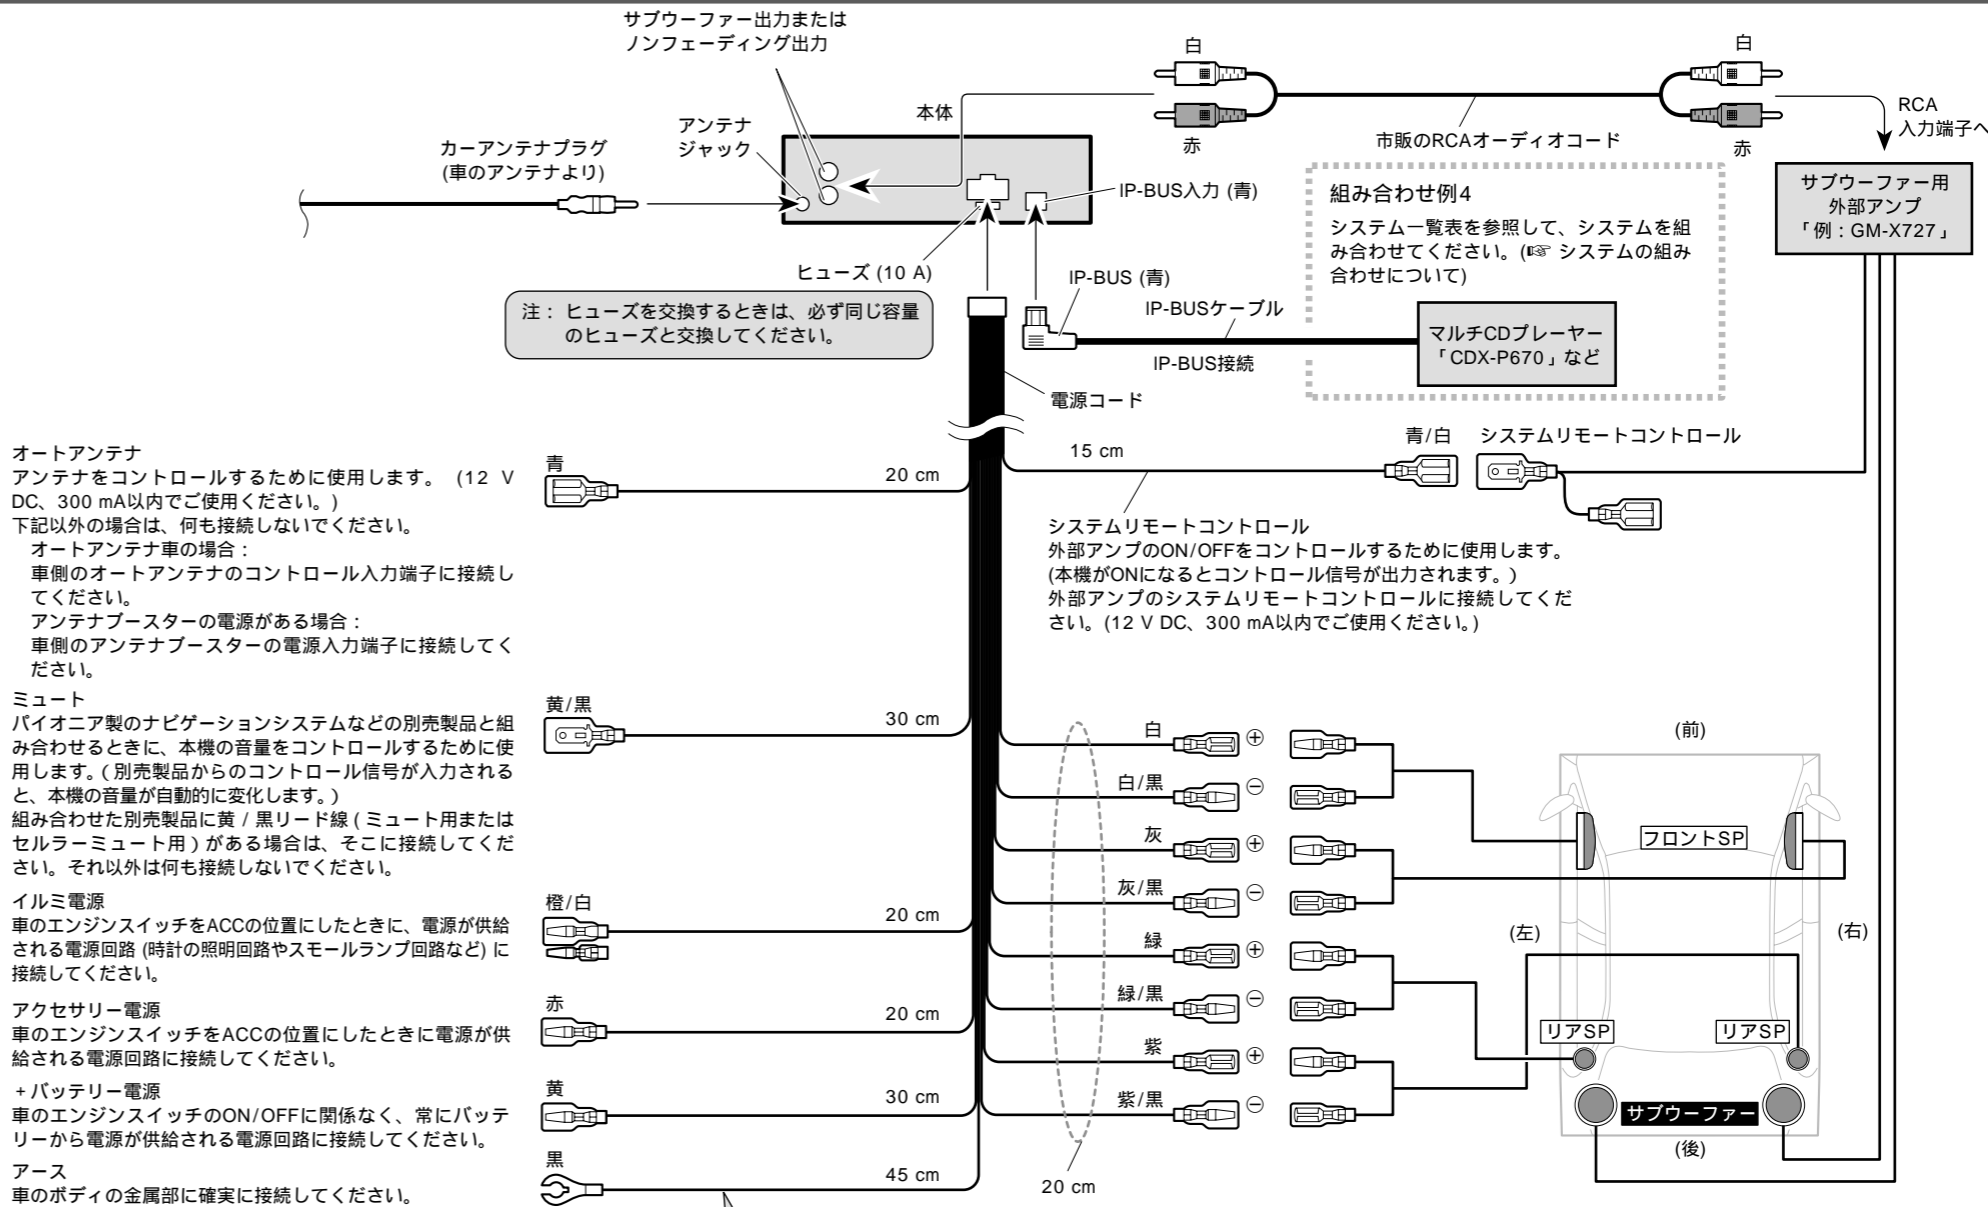 サブウーファー出力または
ノンフェーディング出力
白
白
本体
アンテナ
ジャック
カーアンテナプラグ
(車のアンテナより)
赤
市販のRCAオーディオコード
赤
RCA
入力端子へ
IP-BUS入力 (青)
サブウーファー用
外部アンプ
「例：GM-X727」
組み合わせ例4
システム一覧表を参照して、システムを組
み合わせてください。(☞ システムの組み
合わせについて)
ヒューズ (10 A)
注： ヒューズを交換するときは、必ず同じ容量
のヒューズと交換してください。
IP-BUS (青)
IP-BUSケーブル
IP-BUS接続
マルチCDプレーヤー
「CDX-P670」など
電源コード
オートアンテナ
アンテナをコントロールするために使用します。 (12 V
DC、300 mA以内でご使用ください。)
下記以外の場合は、何も接続しないでください。
オートアンテナ車の場合：
車側のオートアンテナのコントロール入力端子に接続し
てください。
アンテナブースターの電源がある場合：
車側のアンテナブースターの電源入力端子に接続してく
ださい。
青
20 cm
15 cm
青/白
システムリモートコントロール
システムリモートコントロール
外部アンプのON/OFFをコントロールするために使用します。
(本機がONになるとコントロール信号が出力されます。)
外部アンプのシステムリモートコントロールに接続してくだ
さい。(12 V DC、300 mA以内でご使用ください。)
ミュート
パイオニア製のナビゲーションシステムなどの別売製品と組
み合わせるときに、本機の音量をコントロールするために使
用します。(別売製品からのコントロール信号が入力される
と、本機の音量が自動的に変化します。)
組み合わせた別売製品に黄 / 黒リード線 (ミュート用または
セルラーミュート用) がある場合は、そこに接続してくだ
さい。それ以外は何も接続しないでください。
黄/黒
30 cm
イルミ電源
車のエンジンスイッチをACCの位置にしたときに、電源が供給
される電源回路 (時計の照明回路やスモールランプ回路など) に
接続してください。
橙/白
20 cm
アクセサリー電源
車のエンジンスイッチをACCの位置にしたときに電源が供
給される電源回路に接続してください。
赤
20 cm
+バッテリー電源
車のエンジンスイッチのON/OFFに関係なく、常にバッテ
リーから電源が供給される電源回路に接続してください。
黄
30 cm
アース
車のボディの金属部に確実に接続してください。
黒
45 cm
白 ⊕
白/黒 ⊖
灰 ⊕
灰/黒 ⊖
緑 ⊕
緑/黒 ⊖
紫 ⊕
紫/黒 ⊖
20 cm
(前)
フロントSP
(左)
(右)
リアSP
リアSP
サブウーファー
(後)